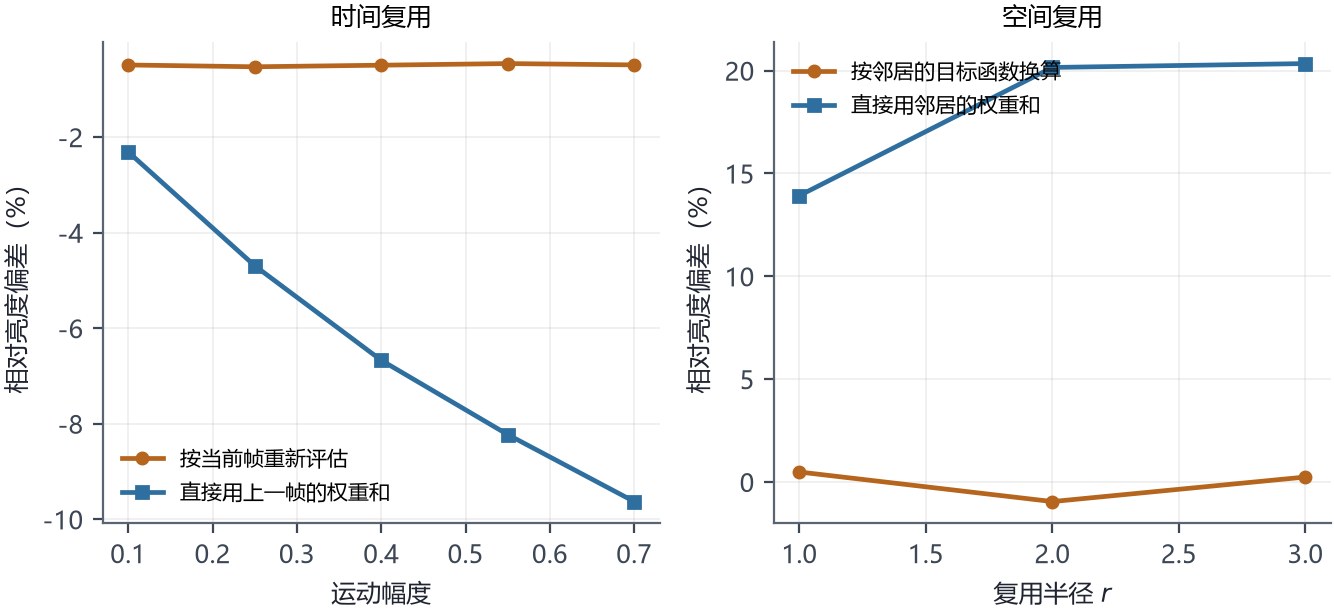 时间复用
相对亮度偏差（%）
-2
-4
-6
-8
-10
按当前帧重新评估
直接用上一帧的权重和
0.1 0.2 0.3 0.4 0.5 0.6 0.7
运动幅度
空间复用
相对亮度偏差（%）
20
15
10
5
0
按邻居的目标函数换算
直接用邻居的权重和
1.0 1.5 2.0 2.5 3.0
复用半径 r